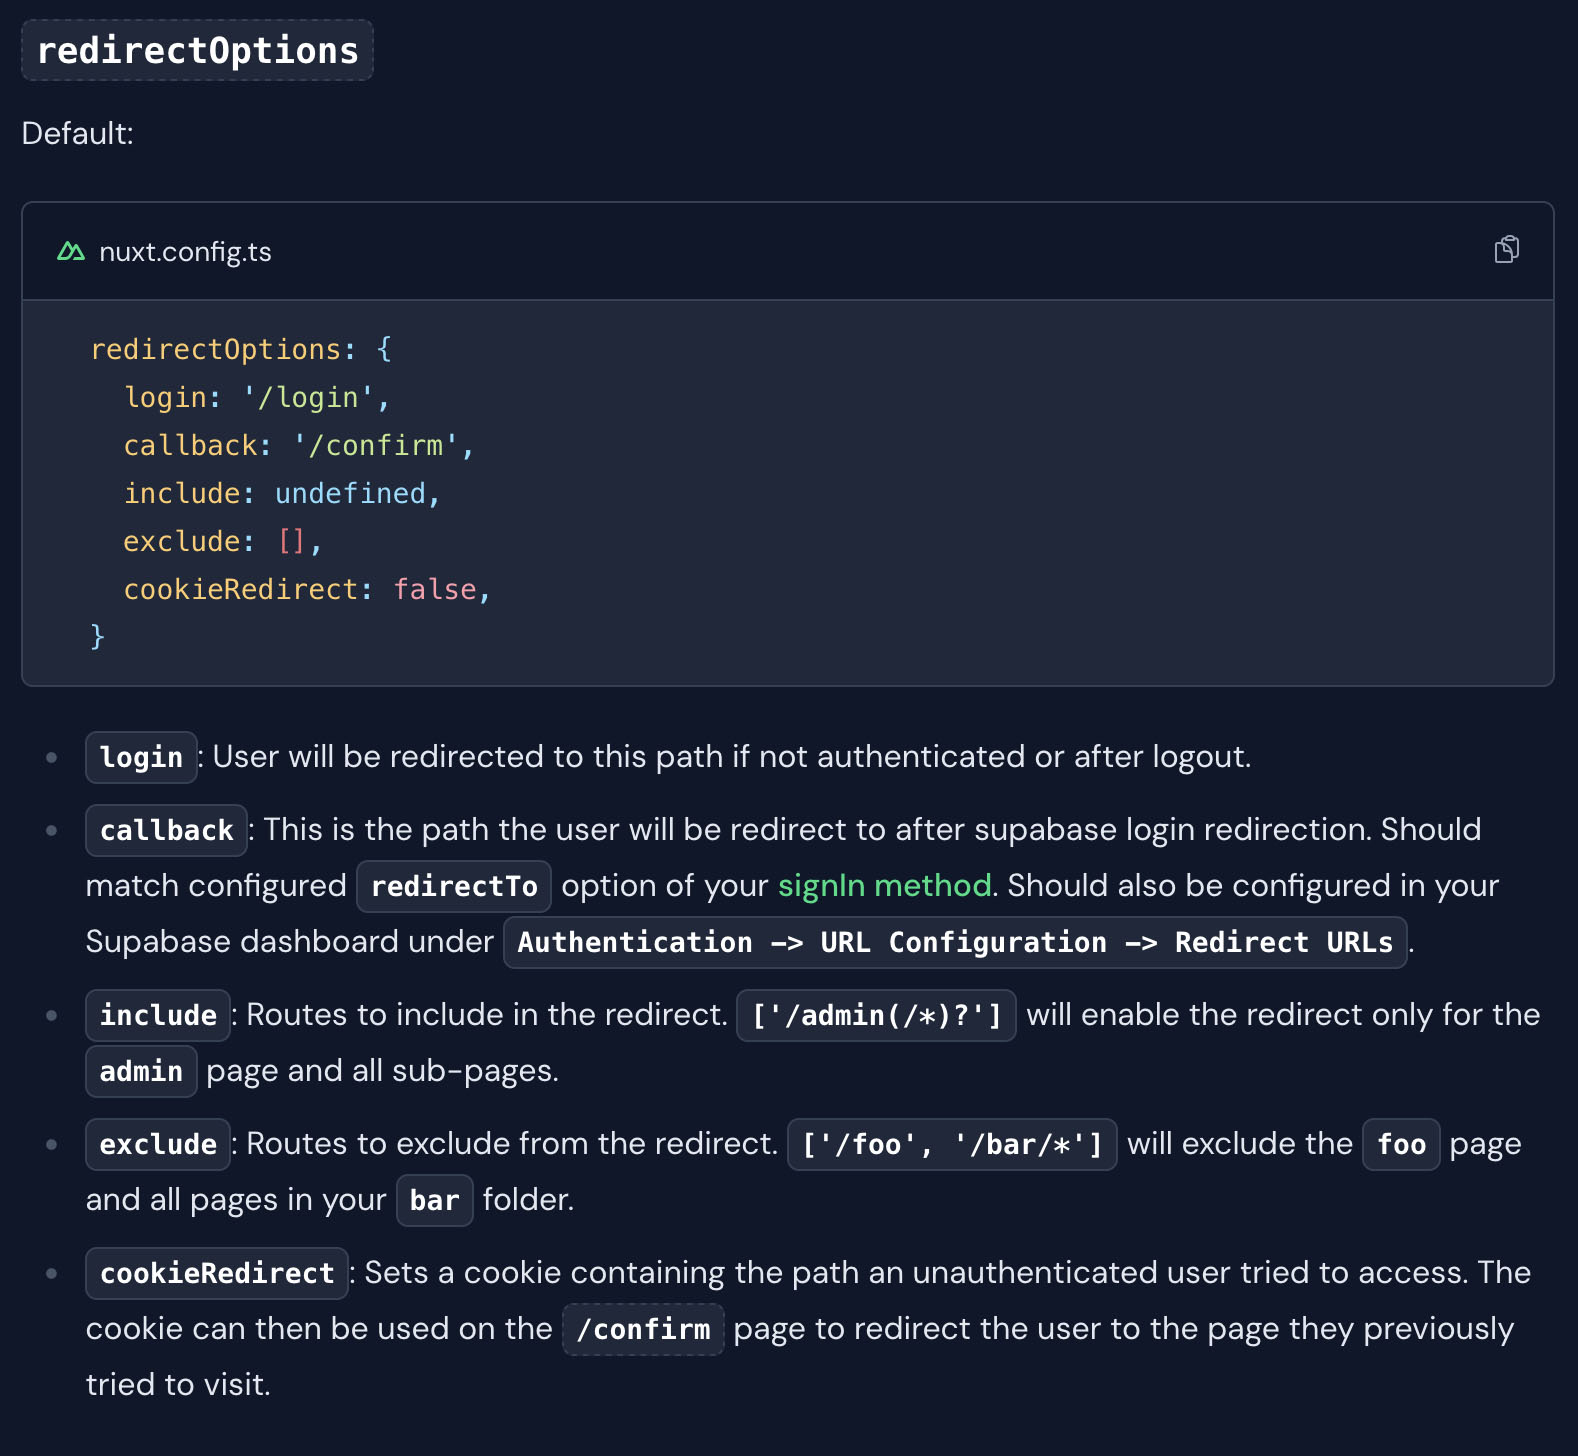 redirectOptions
Default:
nuxt.config.ts
redirectOptions: {
  login: '/login',
  callback: '/confirm',
  include: undefined,
  exclude: [],
  cookieRedirect: false,
}
login: User will be redirected to this path if not authenticated or after logout.
callback: This is the path the user will be redirect to after supabase login redirection. Should
match configured redirectTo option of your signIn method. Should also be configured in your
Supabase dashboard under Authentication -> URL Configuration -> Redirect URLs.
include: Routes to include in the redirect. ['/admin(/*)?'] will enable the redirect only for the
admin page and all sub-pages.
exclude: Routes to exclude from the redirect. ['/foo', '/bar/*'] will exclude the foo page
and all pages in your bar folder.
cookieRedirect: Sets a cookie containing the path an unauthenticated user tried to access. The
cookie can then be used on the /confirm page to redirect the user to the page they previously
tried to visit.